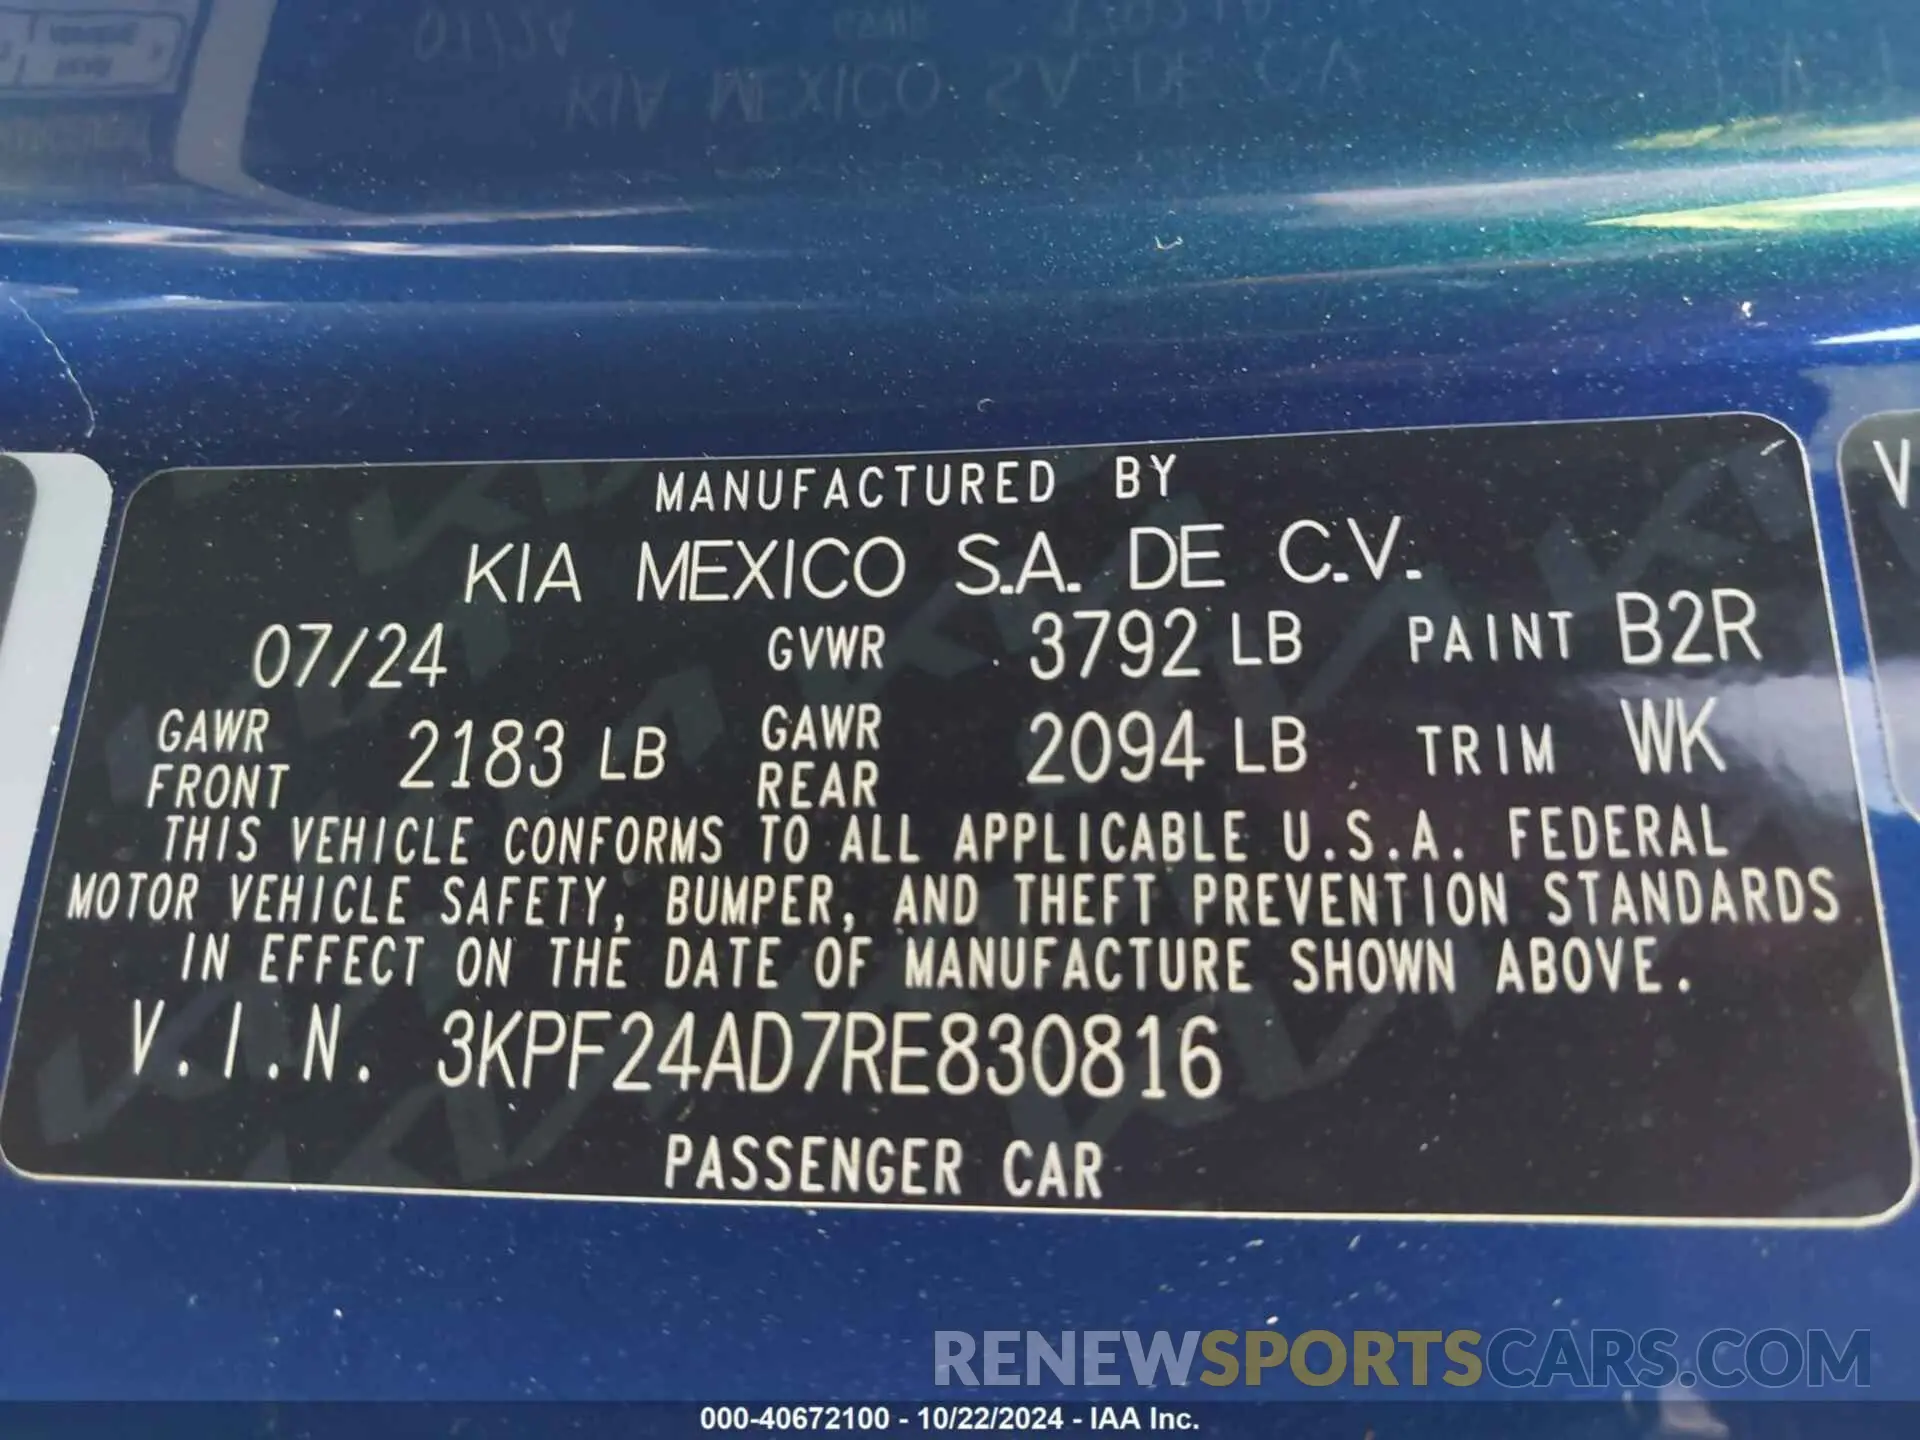 MANUFACTURED BY
KIA MEXICO S.A. DE C.V.
07/24 GVWR 3792 LB PAINT B2R
GAWR FRONT 2183 LB GAWR REAR 2094 LB TRIM WK
THIS VEHICLE CONFORMS TO ALL APPLICABLE U.S.A. FEDERAL
MOTOR VEHICLE SAFETY, BUMPER, AND THEFT PREVENTION STANDARDS
IN EFFECT ON THE DATE OF MANUFACTURE SHOWN ABOVE.
V.I.N. 3KPF24AD7RE830816
PASSENGER CAR
RENEWSPORTSCARS.COM
000-40672100 - 10/22/2024 - IAA Inc.